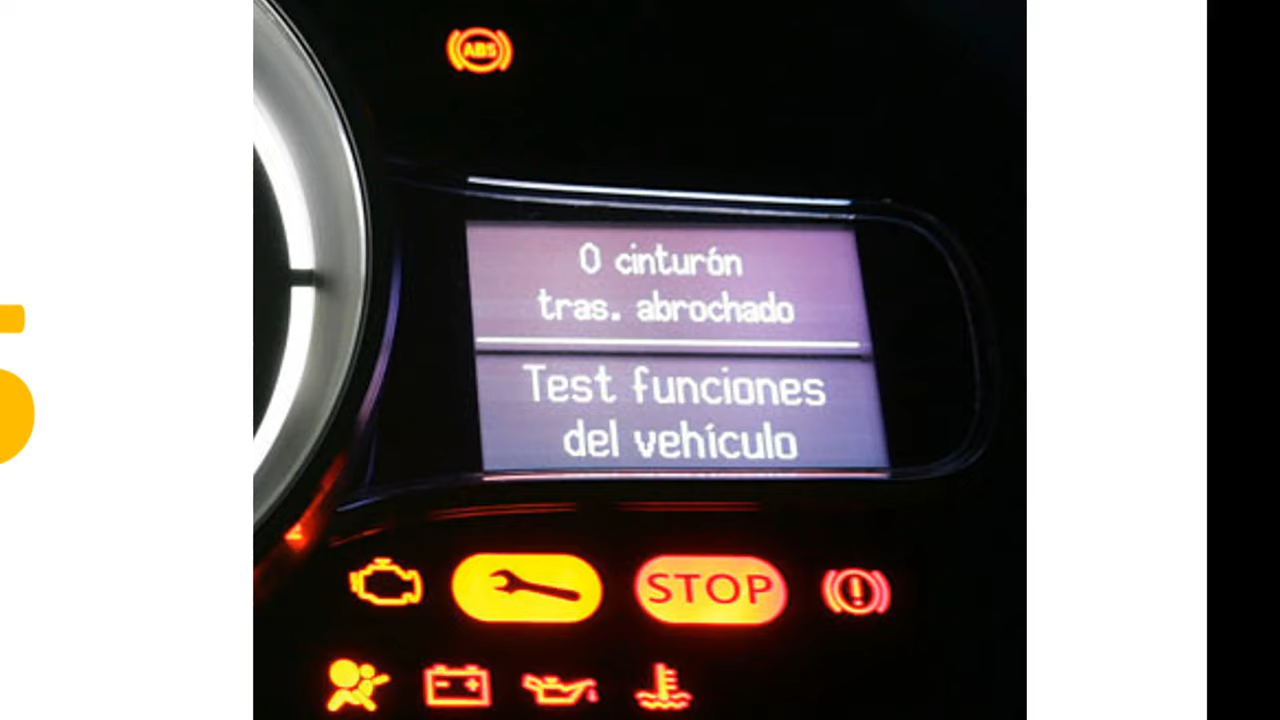 ABS
0 cinturón
tras. abrochado
Test funciones
del vehículo
STOP